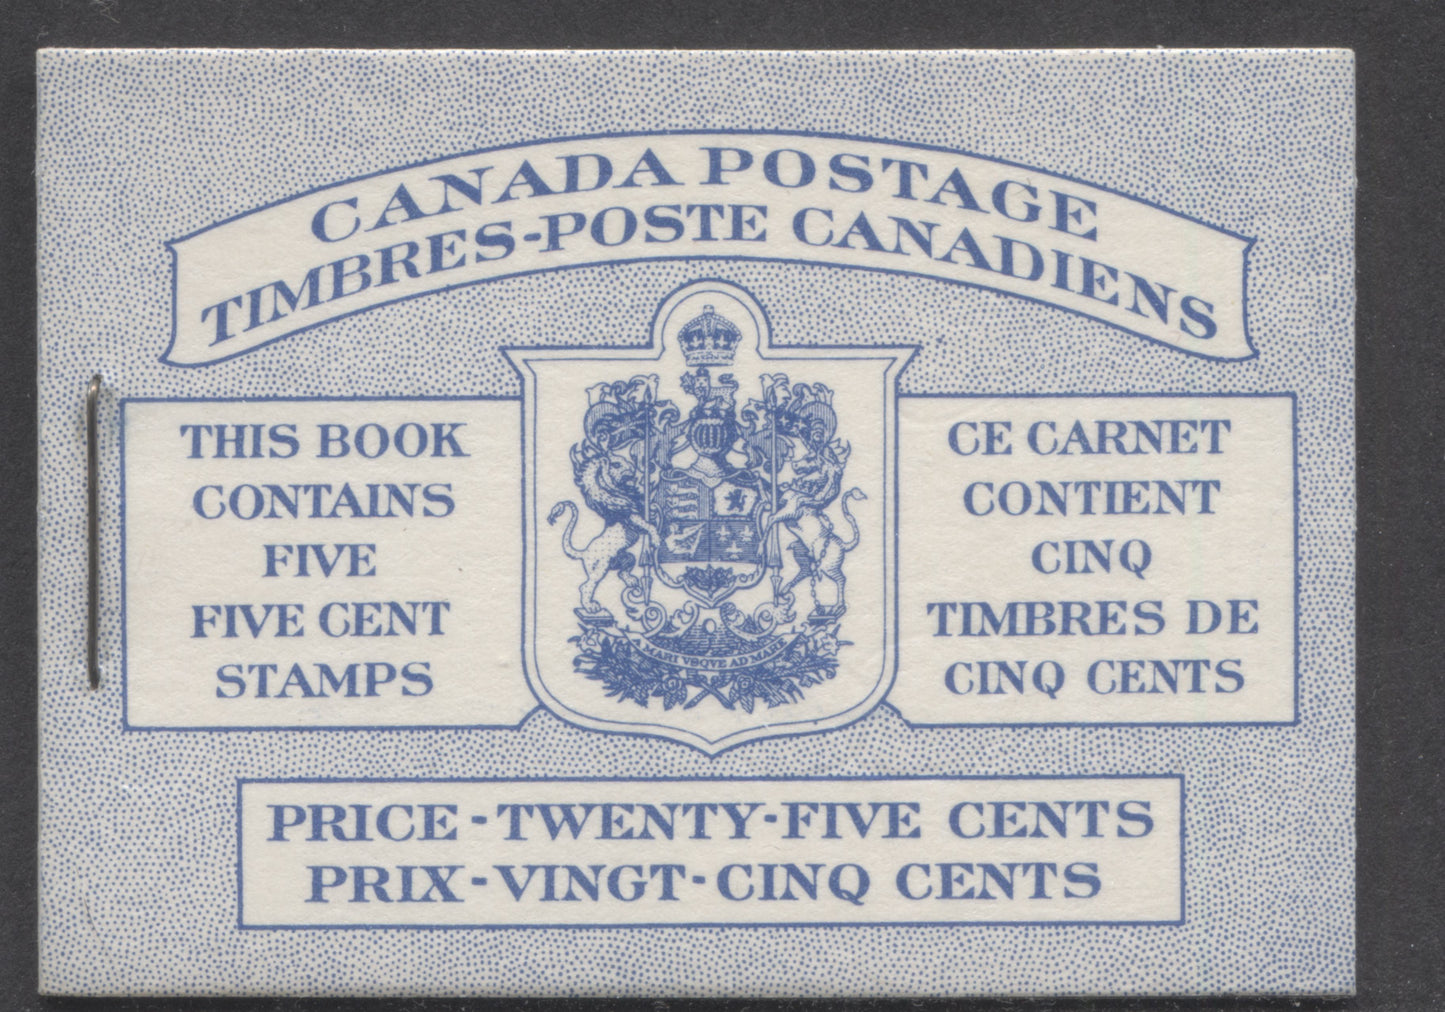 CANADA POSTAGE
TIMBRES-POSTE CANADIENS
THIS BOOK
CONTAINS
FIVE
FIVE CENT
STAMPS
A MARI VSQVE AD MARE
CE CARNET
CONTIENT
CINQ
TIMBRES DE
CINQ CENTS
PRICE-TWENTY-FIVE CENTS
PRIX-VINGT-CINQ CENTS